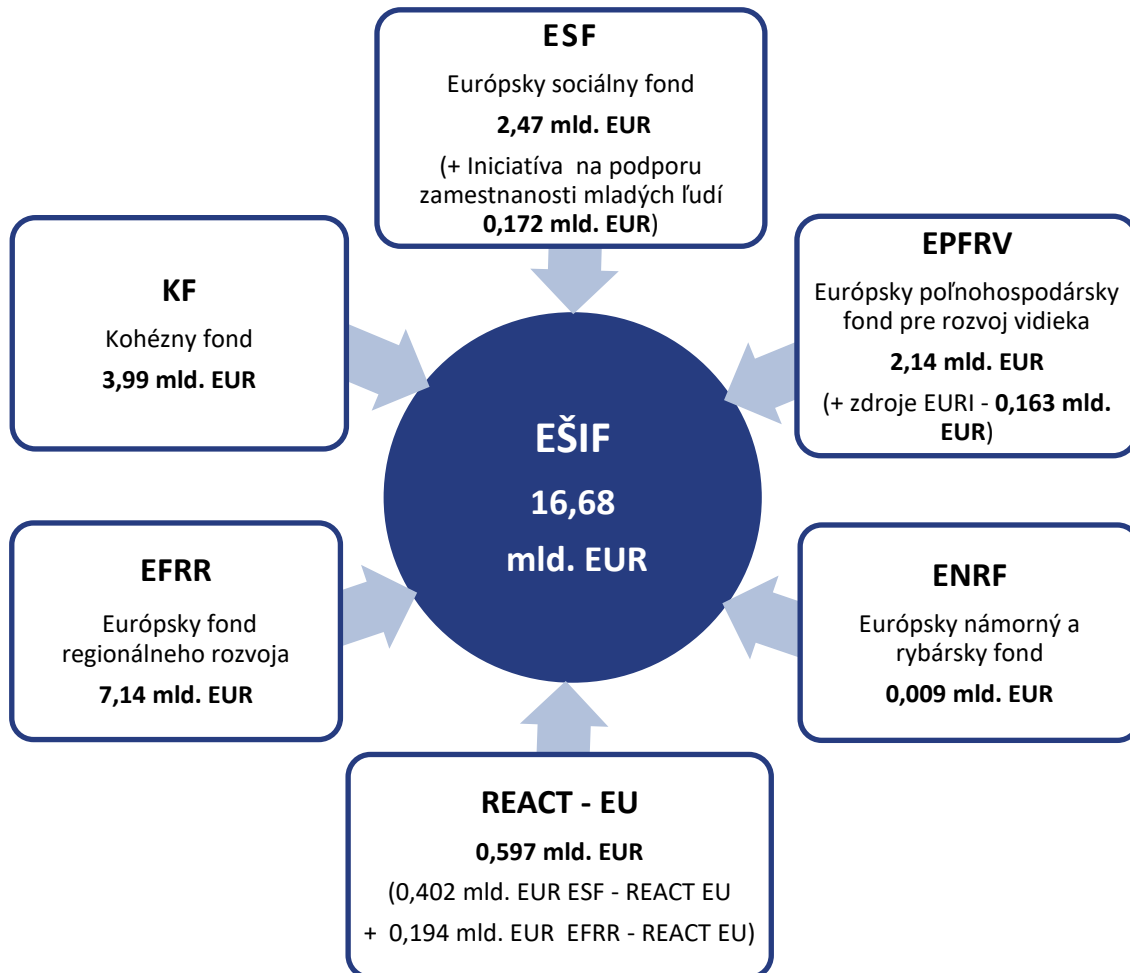 ESF
Európsky sociálny fond
2,47 mld. EUR
(+ Iniciatíva na podporu
zamestnanosti mladých ľudí
0,172 mld. EUR)
KF
Kohézny fond
3,99 mld. EUR
EPFRV
Európsky poľnohospodársky
fond pre rozvoj vidieka
2,14 mld. EUR
(+ zdroje EURI - 0,163 mld.
EUR)
EŠIF
16,68
mld. EUR
EFRR
Európsky fond
regionálneho rozvoja
7,14 mld. EUR
ENRF
Európsky námorný a
rybársky fond
0,009 mld. EUR
REACT - EU
0,597 mld. EUR
(0,402 mld. EUR ESF - REACT EU
+ 0,194 mld. EUR EFRR - REACT EU)